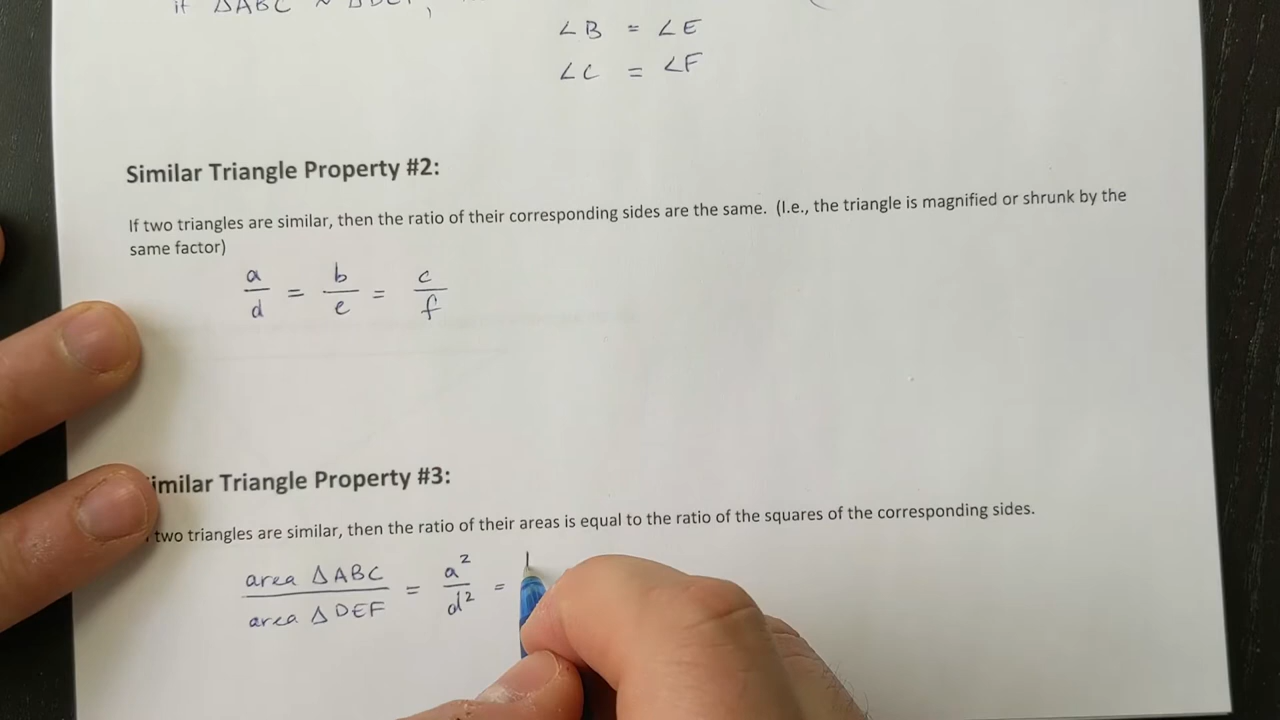 if ΔABC ~ ΔDEF,
∠B = ∠E
∠C = ∠F
Similar Triangle Property #2:
If two triangles are similar, then the ratio of their corresponding sides are the same. (I.e., the triangle is magnified or shrunk by the
same factor)
a/d = b/e = c/f
imilar Triangle Property #3:
two triangles are similar, then the ratio of their areas is equal to the ratio of the squares of the corresponding sides.
area ΔABC / area ΔDEF = a² / d² =